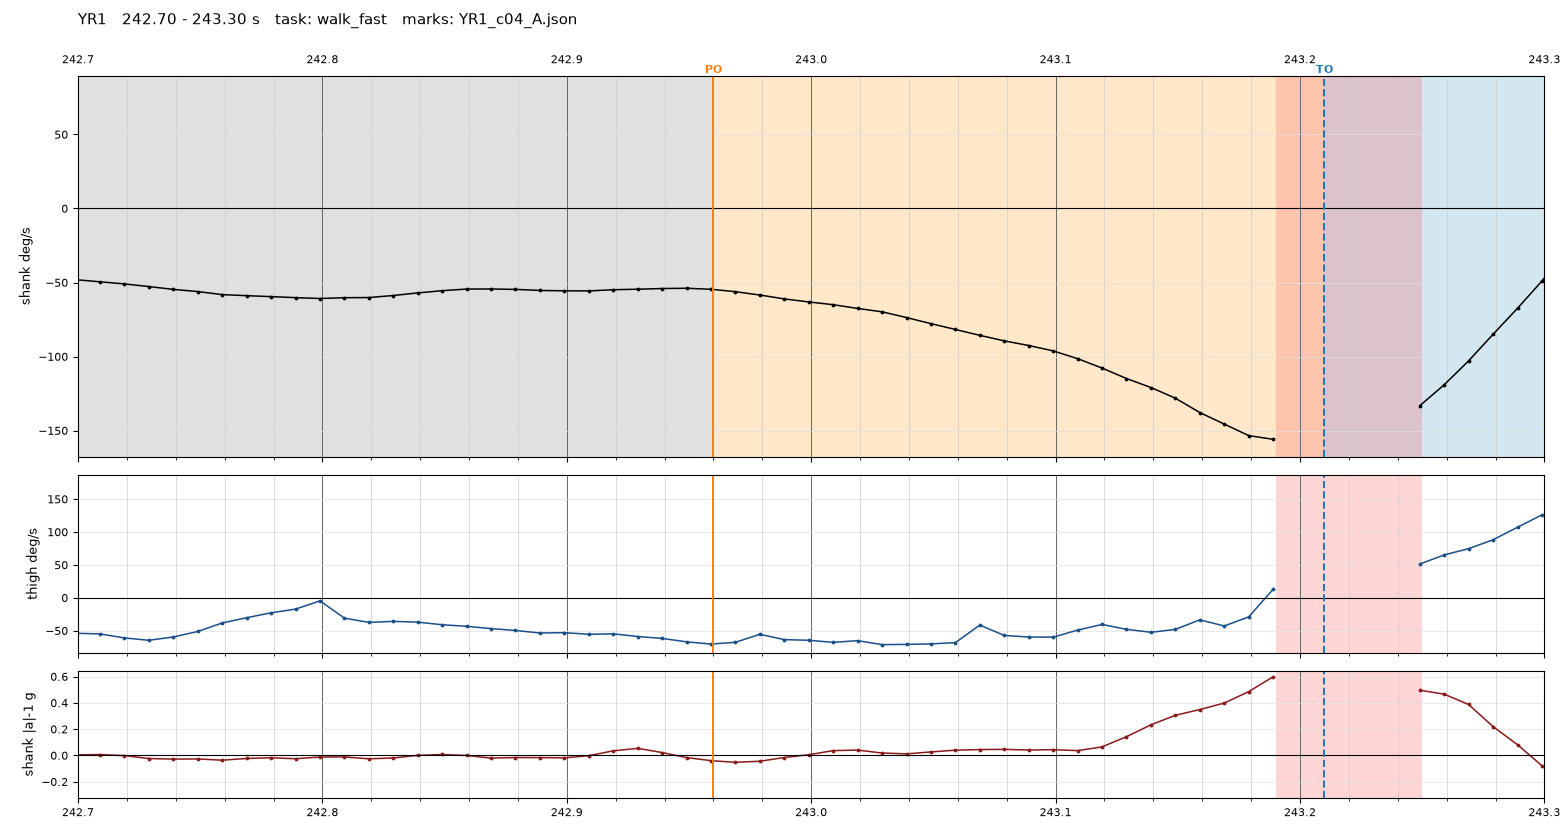 YR1 242.70 - 243.30 s task: walk_fast marks: YR1_c04_A.json
242.7 242.8 242.9 243.0 243.1 243.2 243.3
PO TO
shank deg/s
50
0
−50
−100
−150
thigh deg/s
150
100
50
0
−50
shank |a|-1 g
0.6
0.4
0.2
0.0
−0.2
242.7 242.8 242.9 243.0 243.1 243.2 243.3